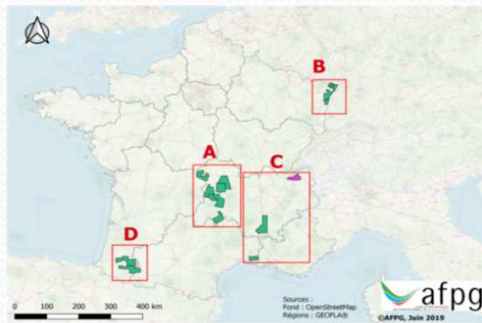 B
A
C
D
0 100 200 300 400 km
Sources :
Fond : OpenStreetMap
Régions : GEOFLA®
afpg
©AFPG, Juin 2019